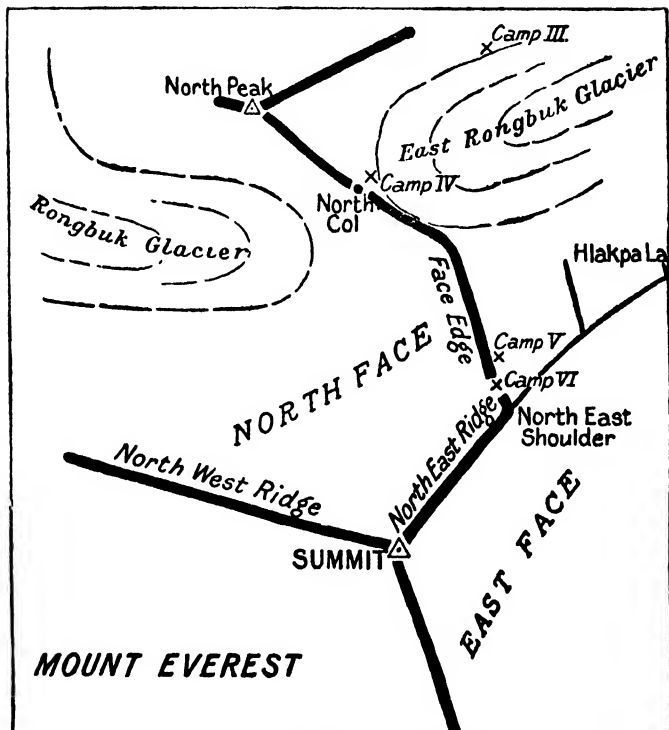 Camp III.
North Peak
East Rongbuk Glacier
Camp IV
North
Col
Rongbuk Glacier
Hlakpa La
Face Edge
Camp V
NORTH FACE
Camp VI
North East
Shoulder
North East Ridge
North West Ridge
SUMMIT
EAST FACE
MOUNT EVEREST